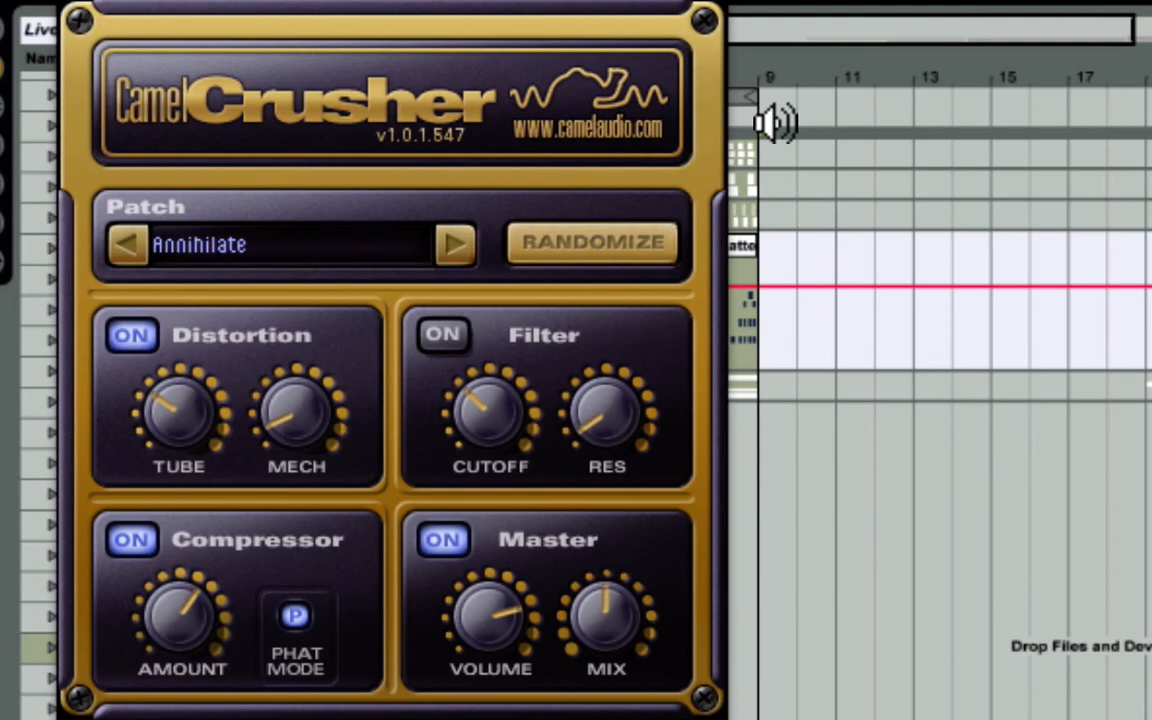 Live
Nam
CamelCrusher
v1.0.1.547
www.camelaudio.com
9 11 13 15 17
Patch
Annihilate
RANDOMIZE
atto
ON Distortion
TUBE MECH
ON Filter
CUTOFF RES
ON Compressor
AMOUNT
P
PHAT
MODE
ON Master
VOLUME MIX
Drop Files and Dev